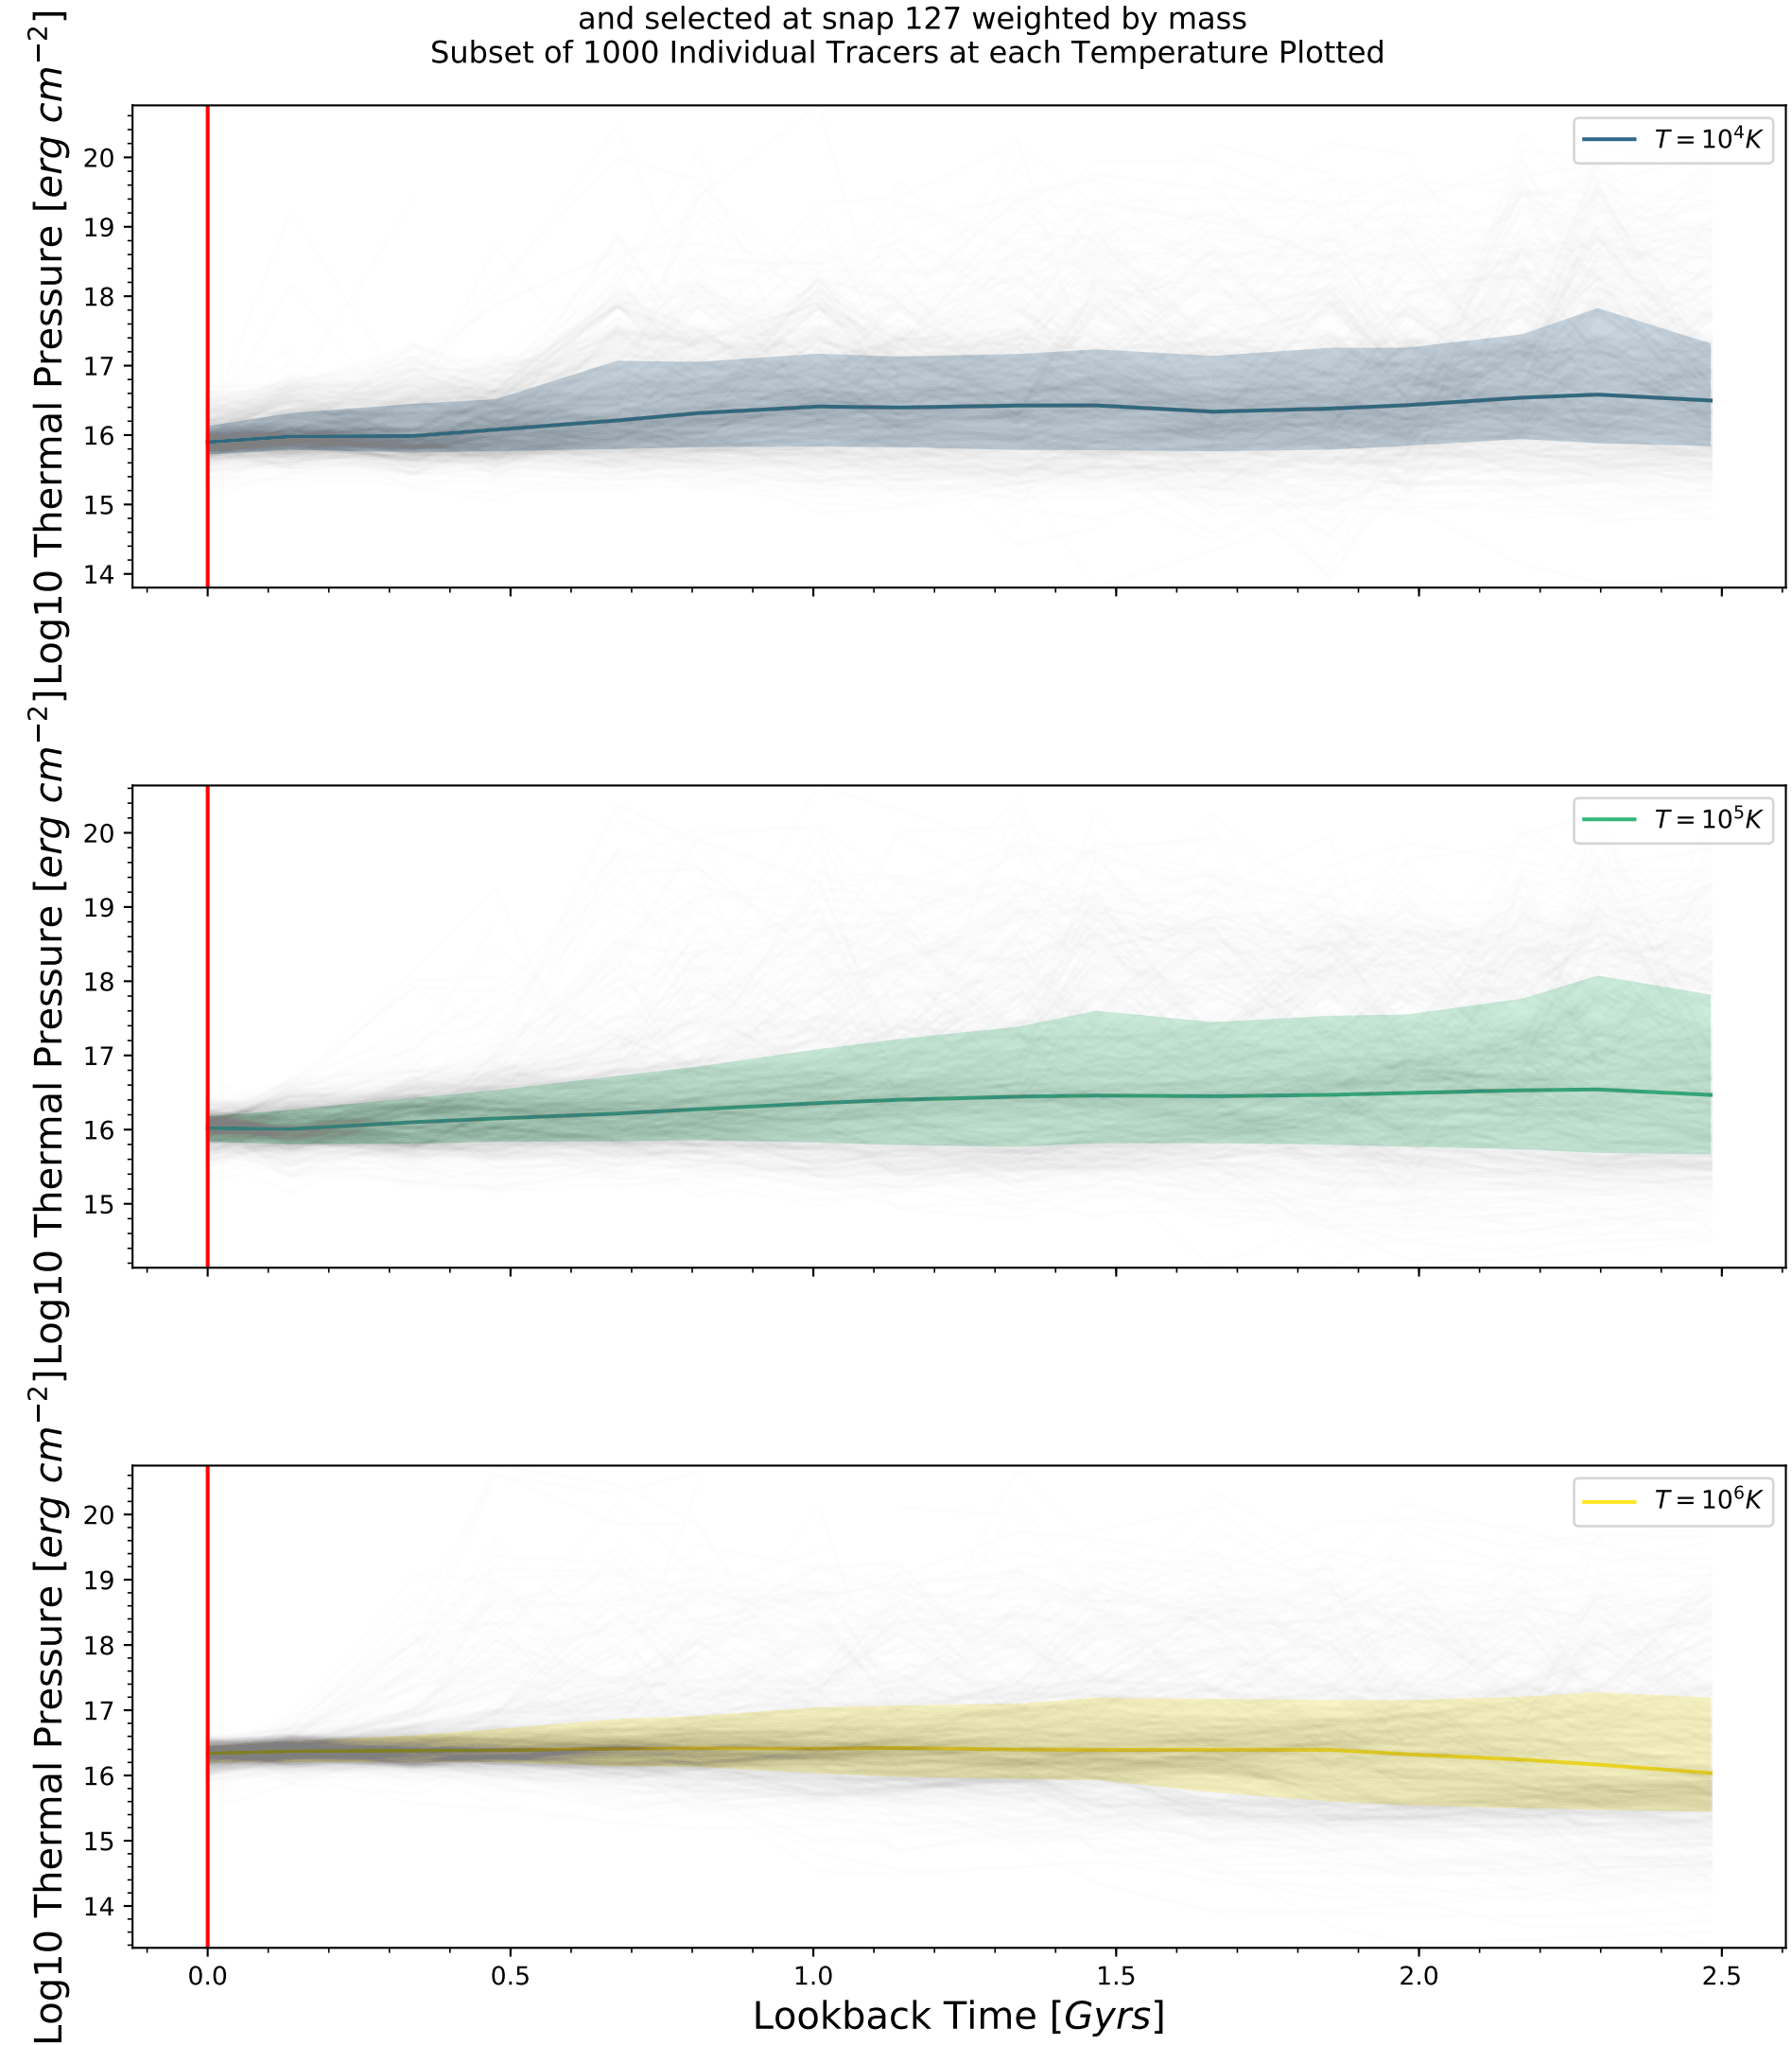 and selected at snap 127 weighted by mass
Subset of 1000 Individual Tracers at each Temperature Plotted
Log10 Thermal Pressure [erg cm⁻²]
20
19
18
17
16
15
14
T = 10⁴K
Log10 Thermal Pressure [erg cm⁻²]
20
19
18
17
16
15
T = 10⁵K
Log10 Thermal Pressure [erg cm⁻²]
20
19
18
17
16
15
14
T = 10⁶K
0.0 0.5 1.0 1.5 2.0 2.5
Lookback Time [Gyrs]